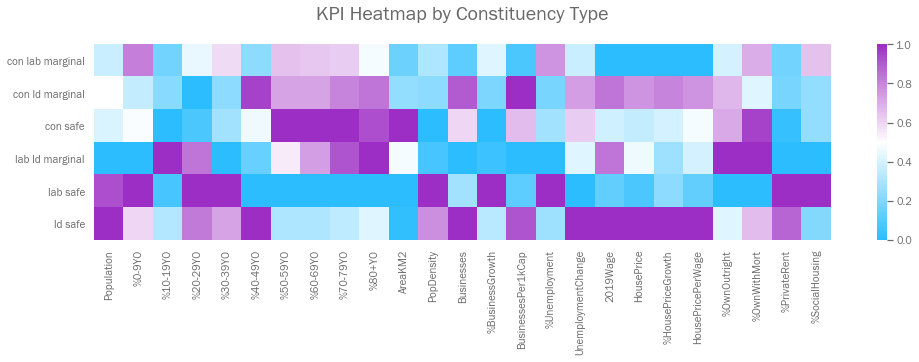 KPI Heatmap by Constituency Type
con lab marginal
con ld marginal
con safe
lab ld marginal
lab safe
ld safe
1.0
0.8
0.6
0.4
0.2
0.0
Population
%0-9YO
%10-19YO
%20-29YO
%30-39YO
%40-49YO
%50-59YO
%60-69YO
%70-79YO
%80+YO
AreaKM2
PopDensity
Businesses
%BusinessGrowth
BusinessesPer1kCap
%Unemployment
UnemploymentChange
2019Wage
HousePrice
%HousePriceGrowth
HousePricePerWage
%OwnOutright
%OwnWithMort
%PrivateRent
%SocialHousing